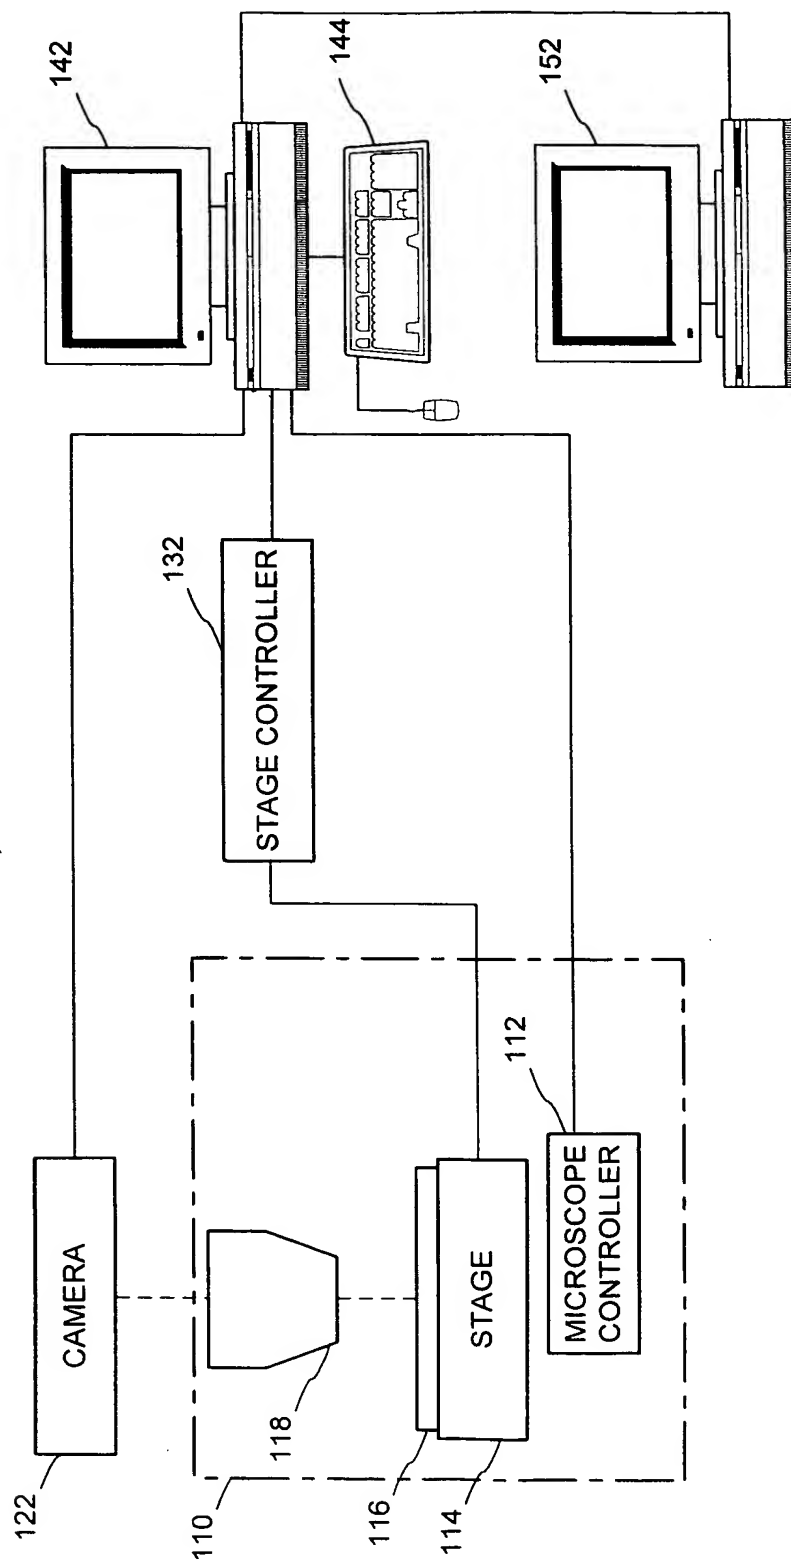 142
144
152
132
STAGE CONTROLLER
122
CAMERA
110
118
116
114
STAGE
112
MICROSCOPE
CONTROLLER